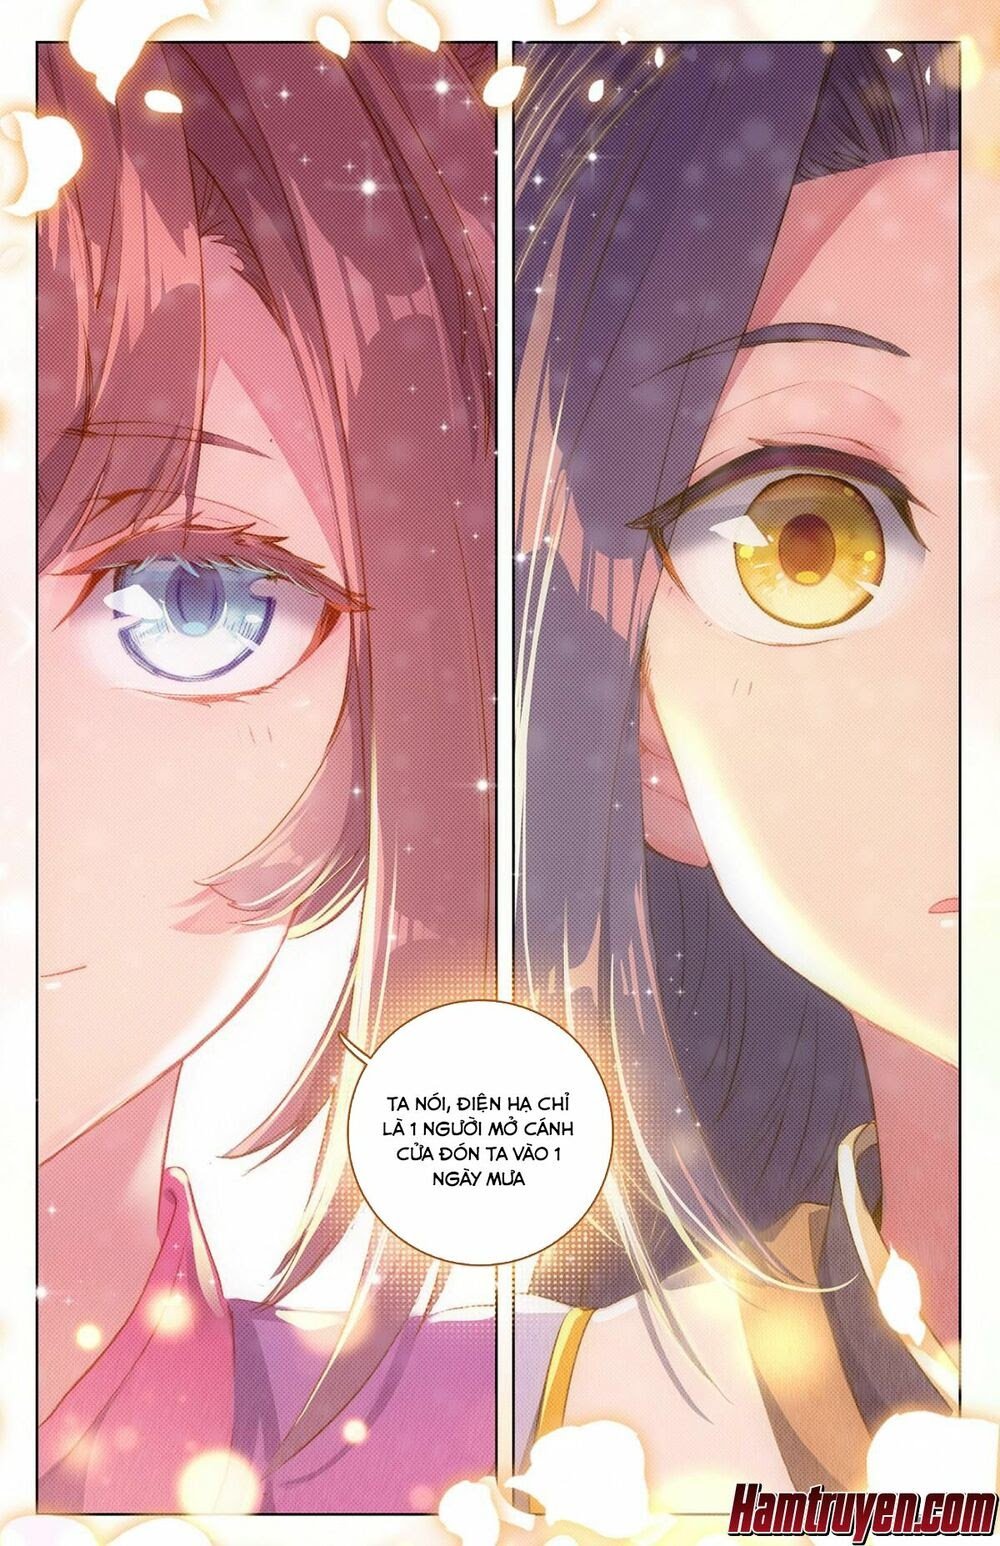 TA NÓI, ĐIỆN HẠ CHỈ
LÀ 1 NGƯỜI MỞ CÁNH
CỬA ĐÓN TA VÀO 1
NGÀY MƯA
Hamtruyen.com